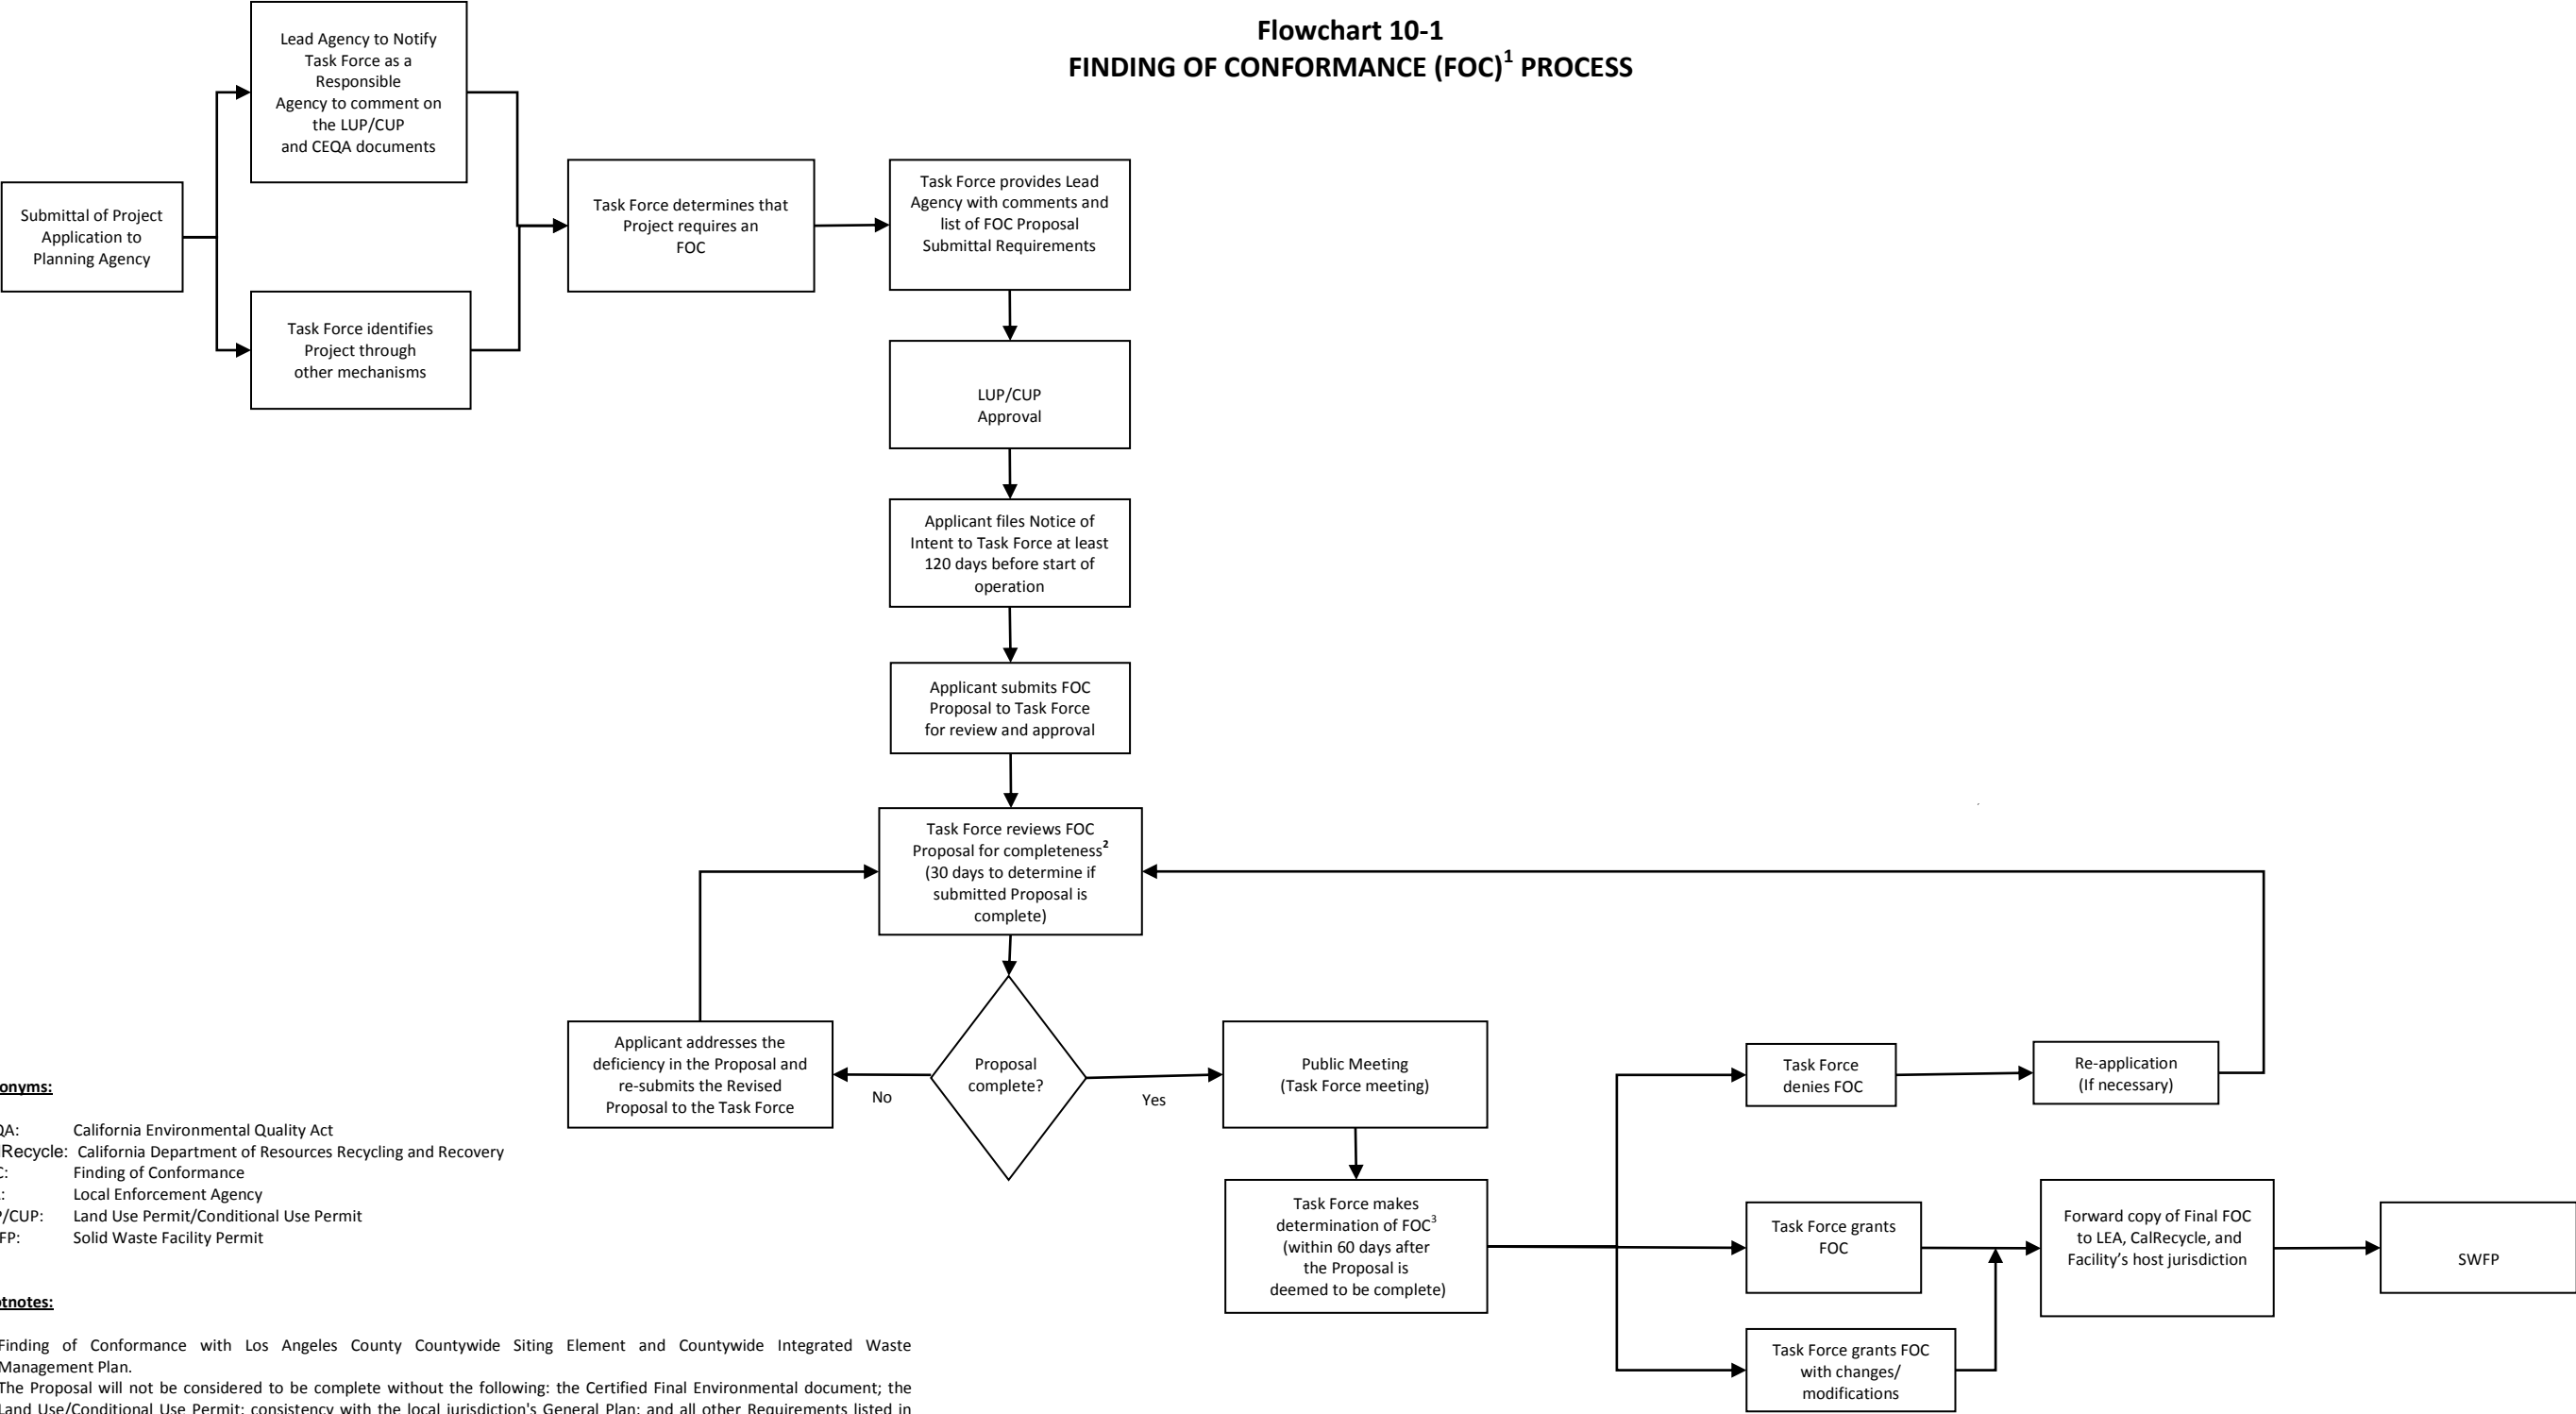 Flowchart 10-1
FINDING OF CONFORMANCE (FOC)1 PROCESS
Lead Agency to Notify
Task Force as a
Responsible
Agency to comment on
the LUP/CUP
and CEQA documents
Submittal of Project
Application to
Planning Agency
Task Force identifies
Project through
other mechanisms
Task Force determines that
Project requires an
FOC
Task Force provides Lead
Agency with comments and
list of FOC Proposal
Submittal Requirements
LUP/CUP
Approval
Applicant files Notice of
Intent to Task Force at least
120 days before start of
operation
Applicant submits FOC
Proposal to Task Force
for review and approval
Task Force reviews FOC
Proposal for completeness2
(30 days to determine if
submitted Proposal is
complete)
Applicant addresses the
deficiency in the Proposal and
re-submits the Revised
Proposal to the Task Force
No
Proposal
complete?
Yes
Public Meeting
(Task Force meeting)
Task Force makes
determination of FOC3
(within 60 days after
the Proposal is
deemed to be complete)
Task Force
denies FOC
Re-application
(If necessary)
Task Force grants
FOC
Task Force grants FOC
with changes/
modifications
Forward copy of Final FOC
to LEA, CalRecycle, and
Facility’s host jurisdiction
SWFP
onyms:
QA: California Environmental Quality Act
lRecycle: California Department of Resources Recycling and Recovery
C: Finding of Conformance
: Local Enforcement Agency
P/CUP: Land Use Permit/Conditional Use Permit
FP: Solid Waste Facility Permit
tnotes:
Finding of Conformance with Los Angeles County Countywide Siting Element and Countywide Integrated Waste
Management Plan.
The Proposal will not be considered to be complete without the following: the Certified Final Environmental document; the
Land Use/Conditional Use Permit; consistency with the local jurisdiction's General Plan; and all other Requirements listed in